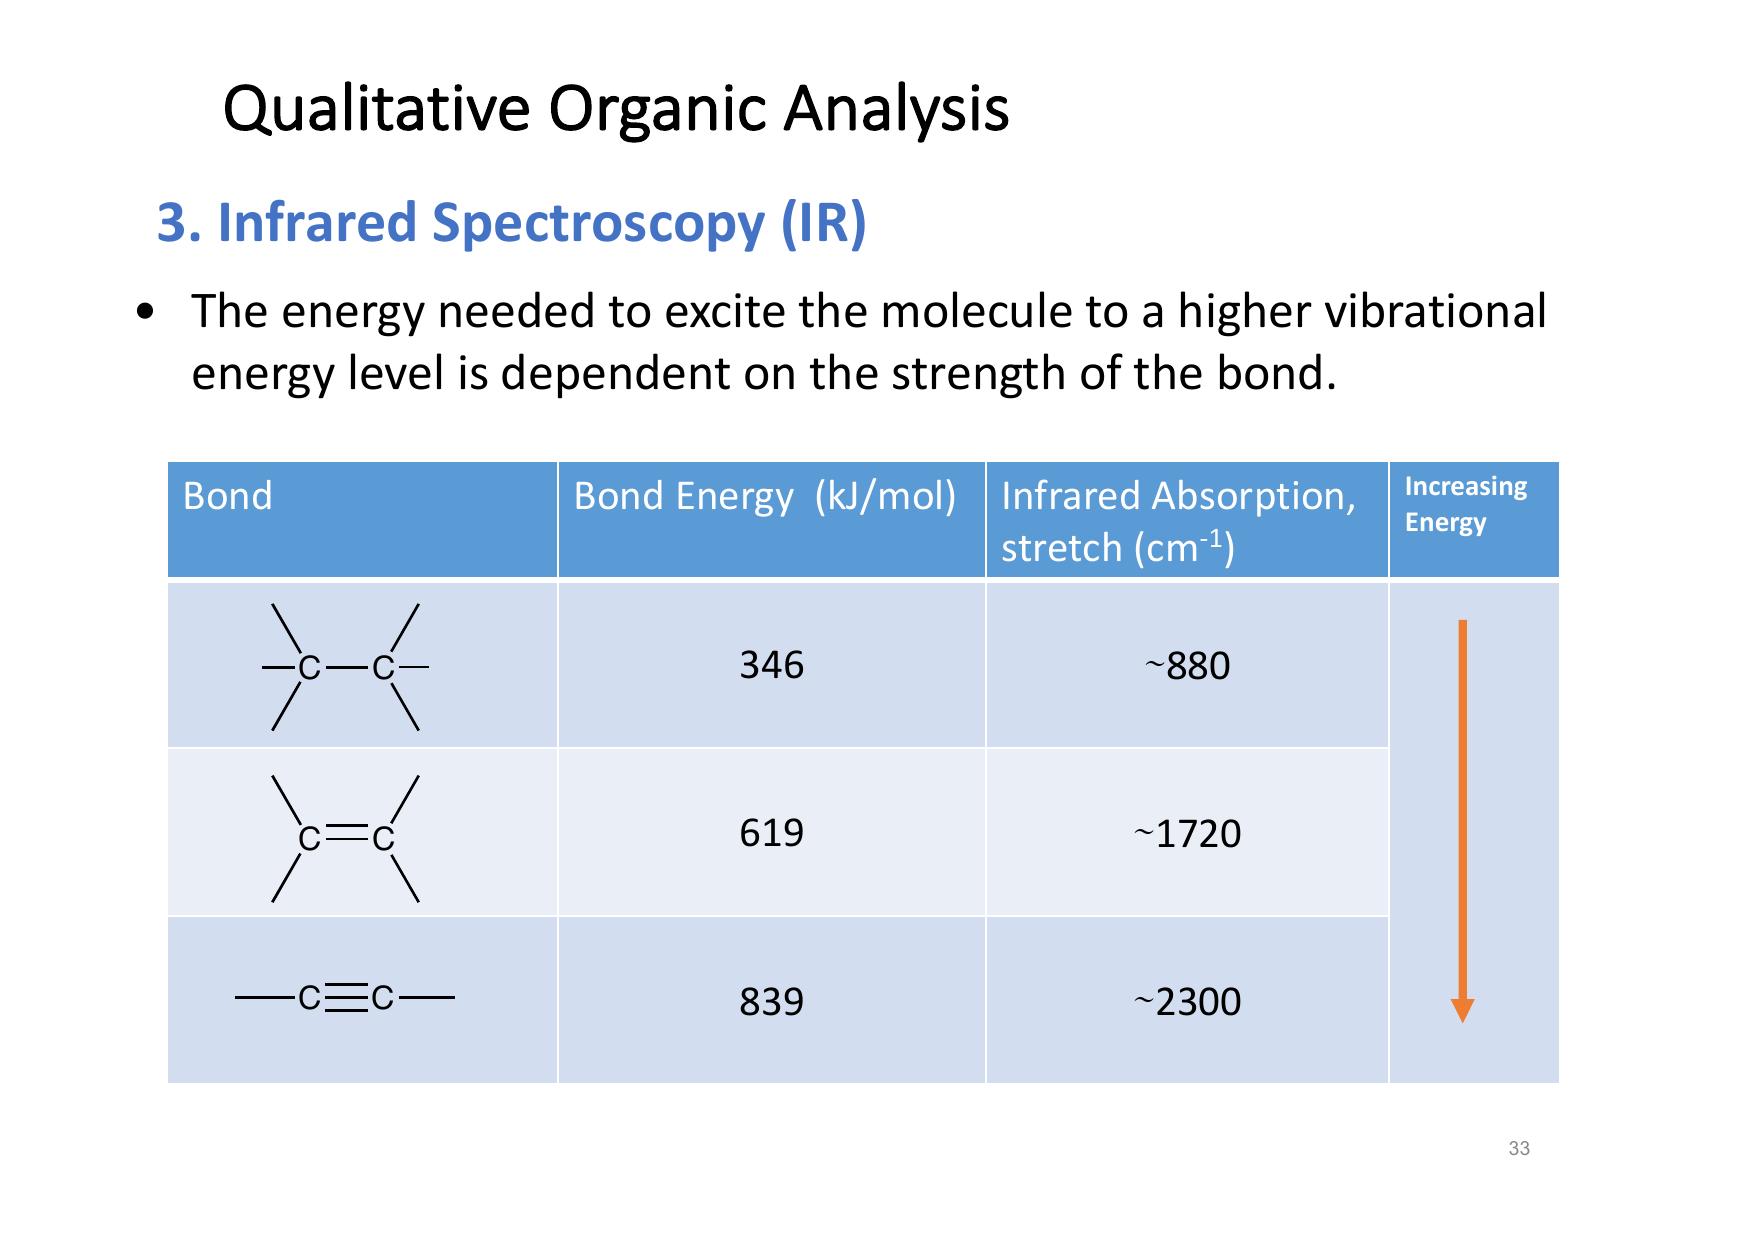 Qualitative Organic Analysis
3. Infrared Spectroscopy (IR)
• The energy needed to excite the molecule to a higher vibrational
energy level is dependent on the strength of the bond.
Bond
Bond Energy (kJ/mol)
Infrared Absorption,
stretch (cm⁻¹)
Increasing
Energy
C C
346
~880
C C
619
~1720
C C
839
~2300
33